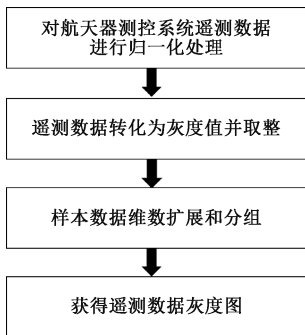 对航天器测控系统遥测数据
进行归一化处理
遥测数据转化为灰度值并取整
样本数据维数扩展和分组
获得遥测数据灰度图